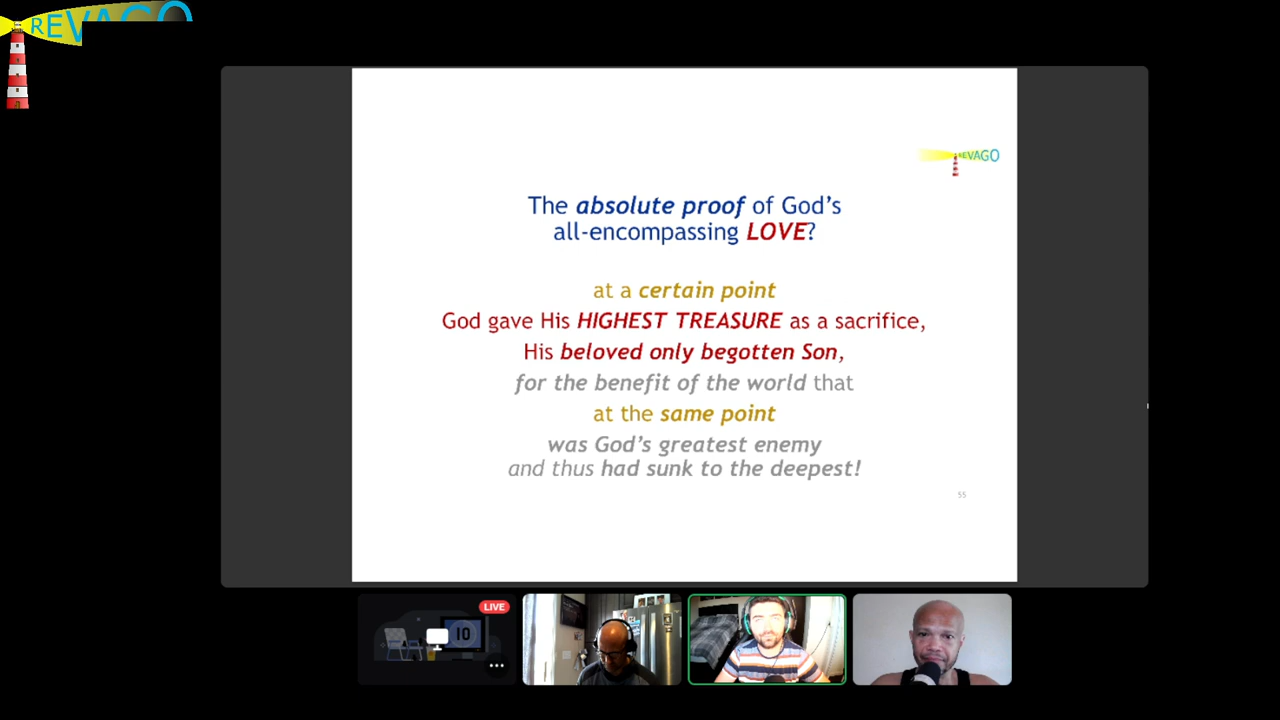 REVAGO
REVAGO
The absolute proof of God's
all-encompassing LOVE?
at a certain point
God gave His HIGHEST TREASURE as a sacrifice,
His beloved only begotten Son,
for the benefit of the world that
at the same point
was God's greatest enemy
and thus had sunk to the deepest!
55
LIVE
10